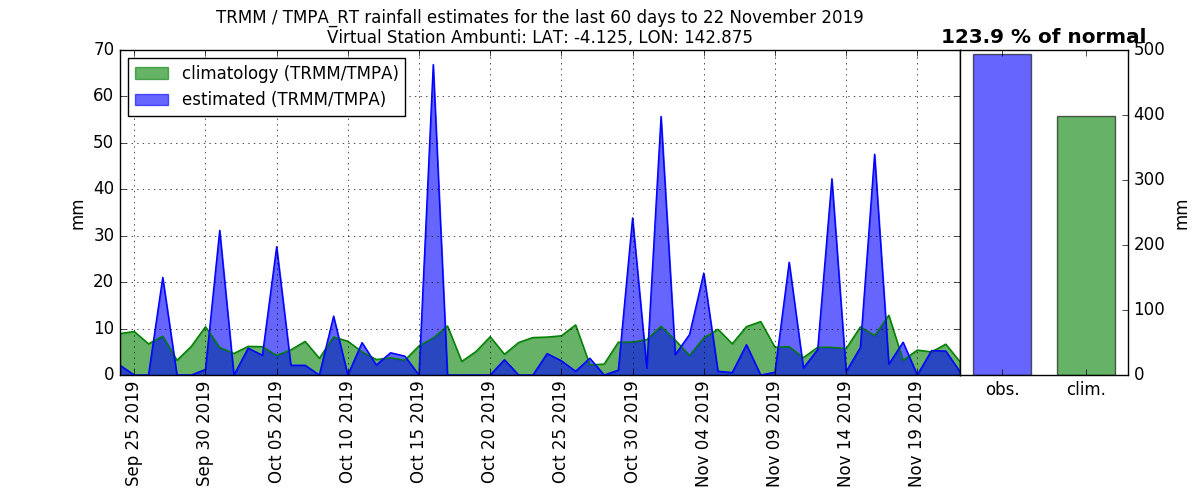 TRMM / TMPA_RT rainfall estimates for the last 60 days to 22 November 2019
Virtual Station Ambunti: LAT: -4.125, LON: 142.875
123.9 % of normal
climatology (TRMM/TMPA)
estimated (TRMM/TMPA)
70
60
50
40
30
20
10
0
mm
Sep 25 2019
Sep 30 2019
Oct 05 2019
Oct 10 2019
Oct 15 2019
Oct 20 2019
Oct 25 2019
Oct 30 2019
Nov 04 2019
Nov 09 2019
Nov 14 2019
Nov 19 2019
obs.
clim.
500
400
300
200
100
0
mm